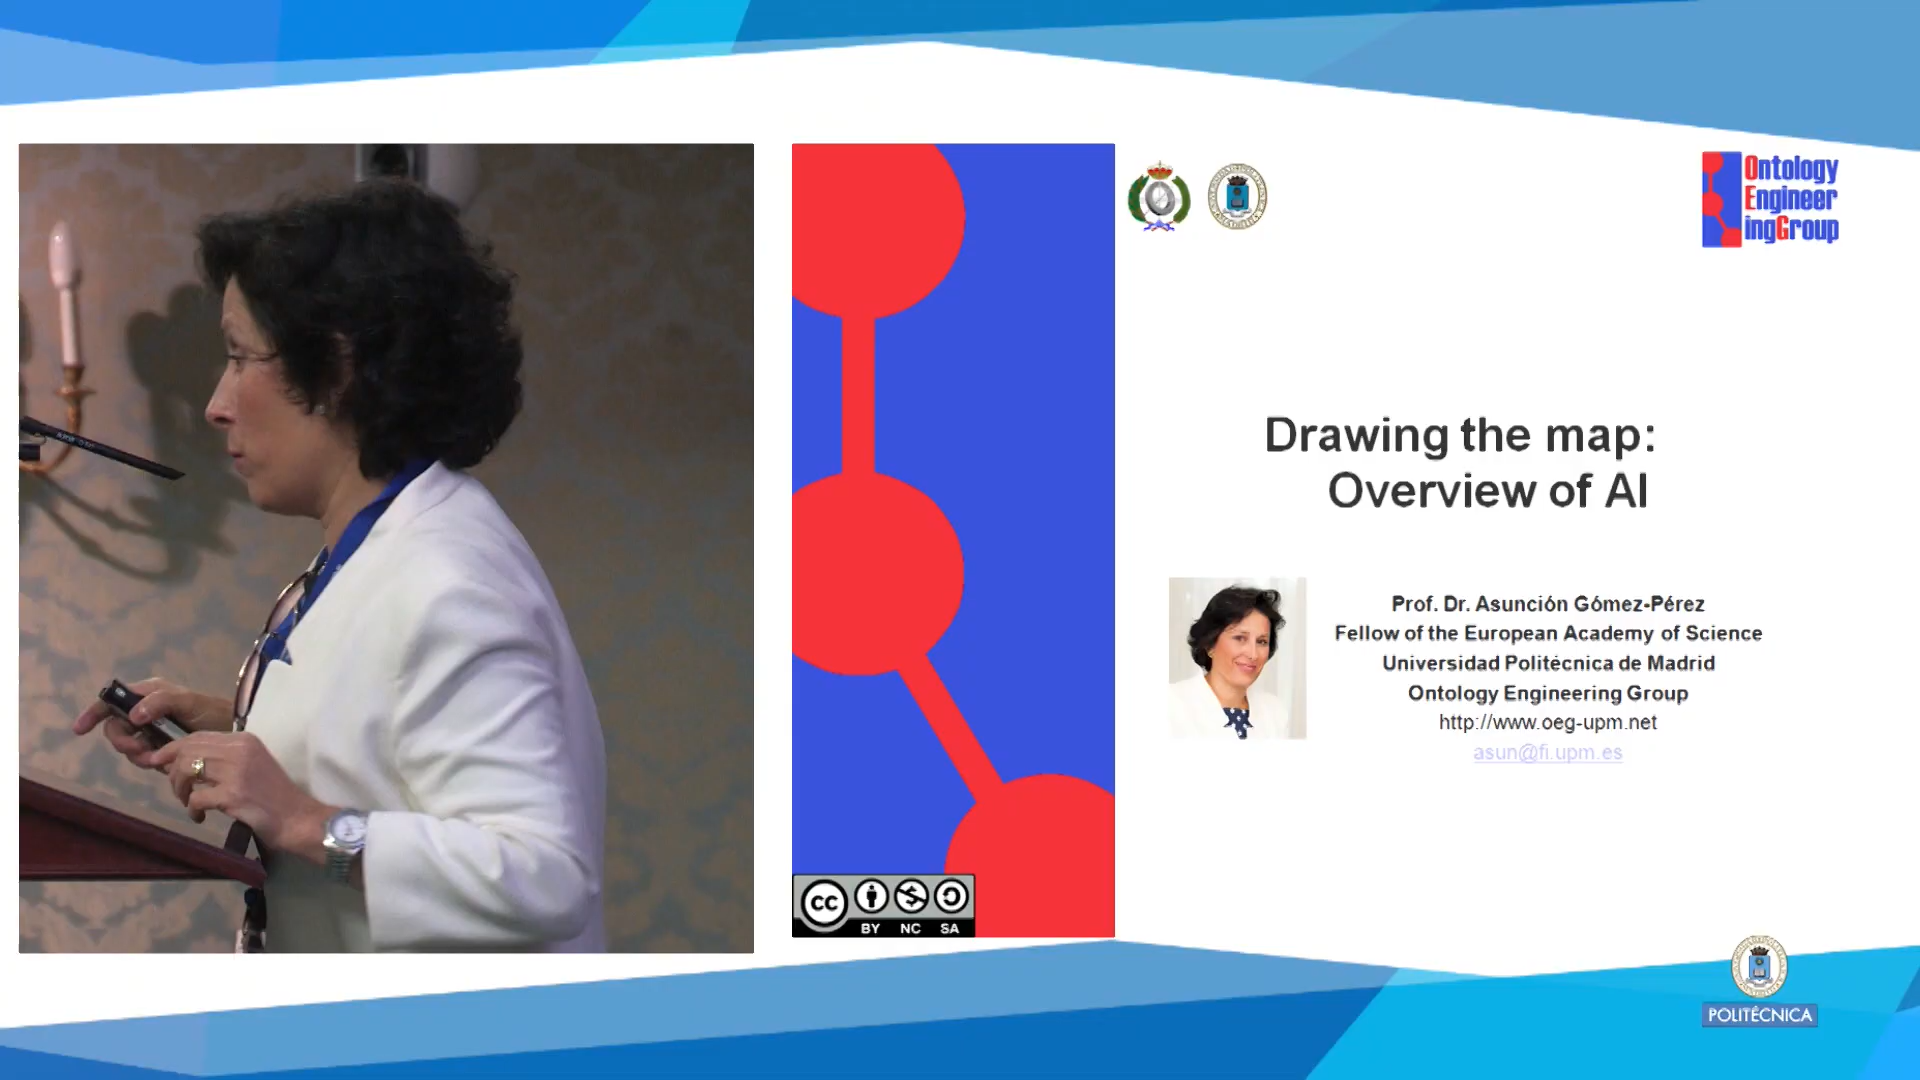 Ontology
Engineer
ingGroup
Drawing the map:
Overview of AI
Prof. Dr. Asunción Gómez-Pérez
Fellow of the European Academy of Science
Universidad Politécnica de Madrid
Ontology Engineering Group
http://www.oeg-upm.net
asun@fi.upm.es
CC
BY NC SA
POLITÉCNICA